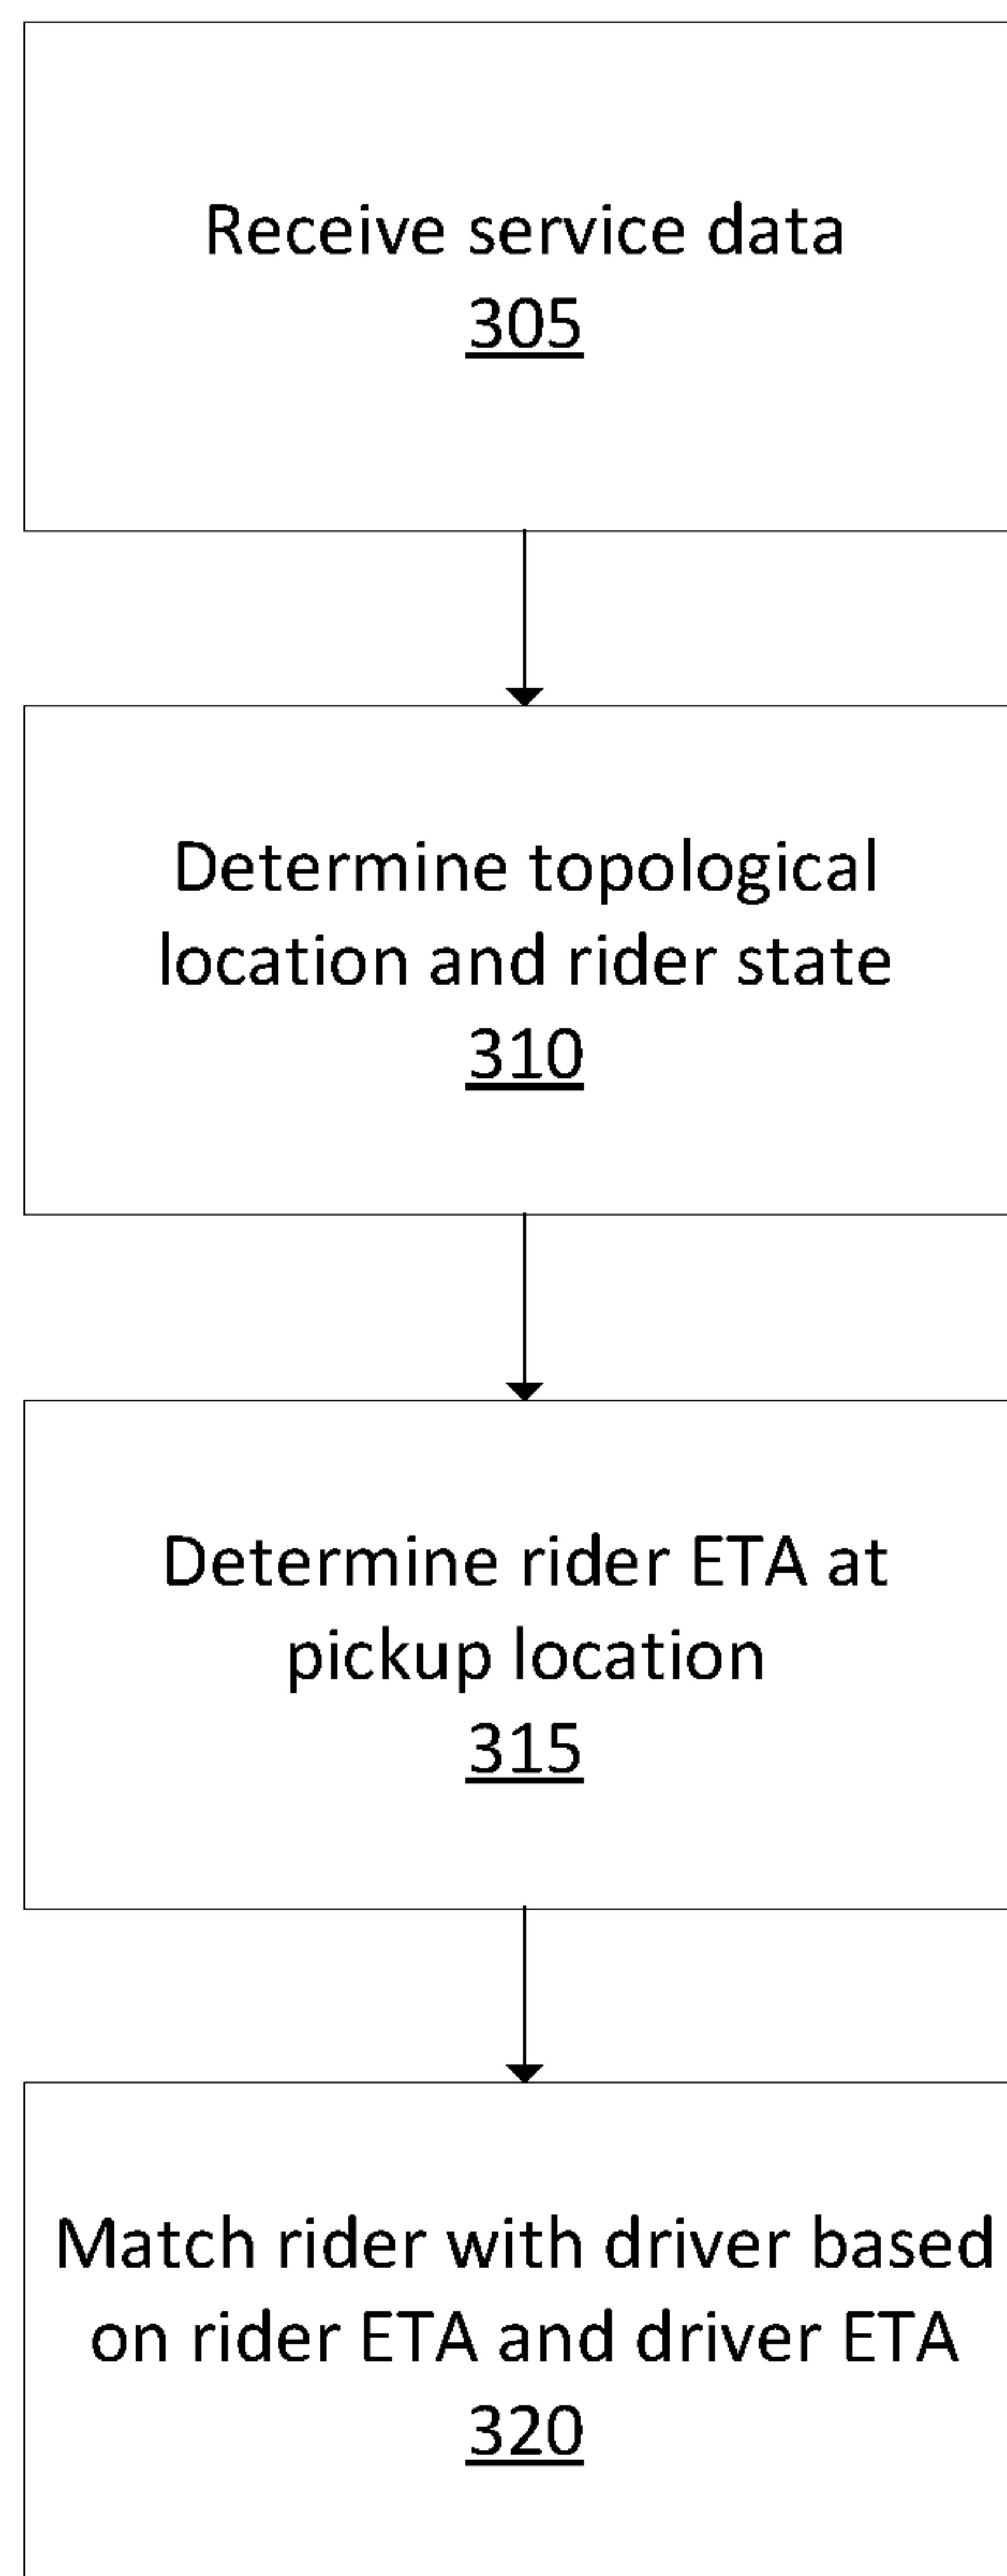 Receive service data
305
Determine topological
location and rider state
310
Determine rider ETA at
pickup location
315
Match rider with driver based
on rider ETA and driver ETA
320